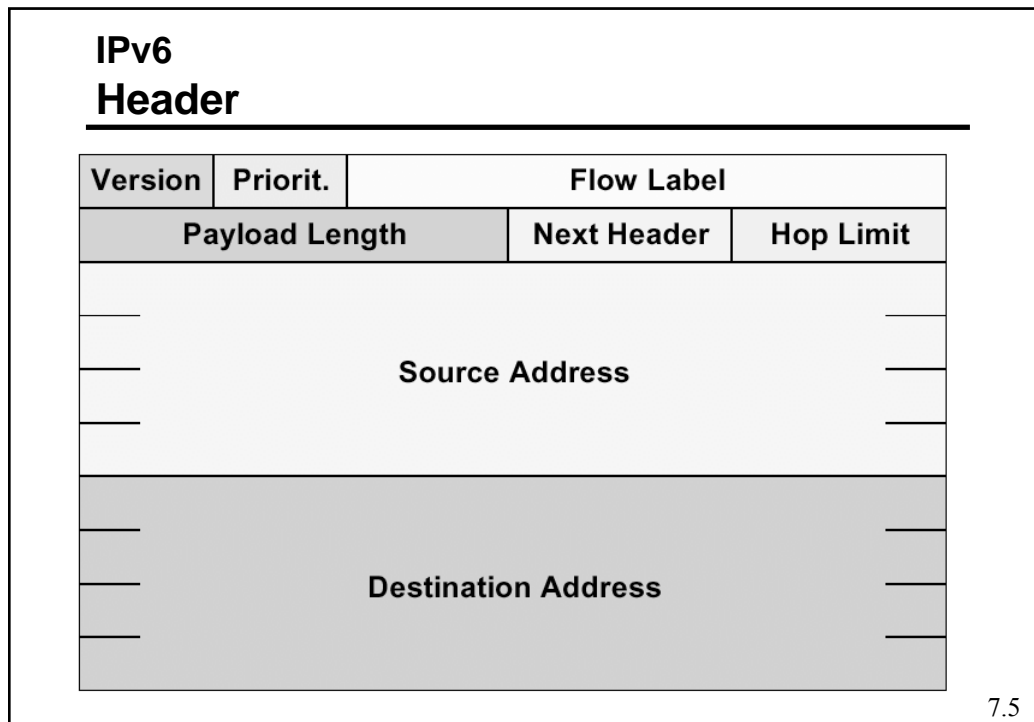 IPv6
Header
Version Priorit. Flow Label
Payload Length Next Header Hop Limit
Source Address
Destination Address
7.5